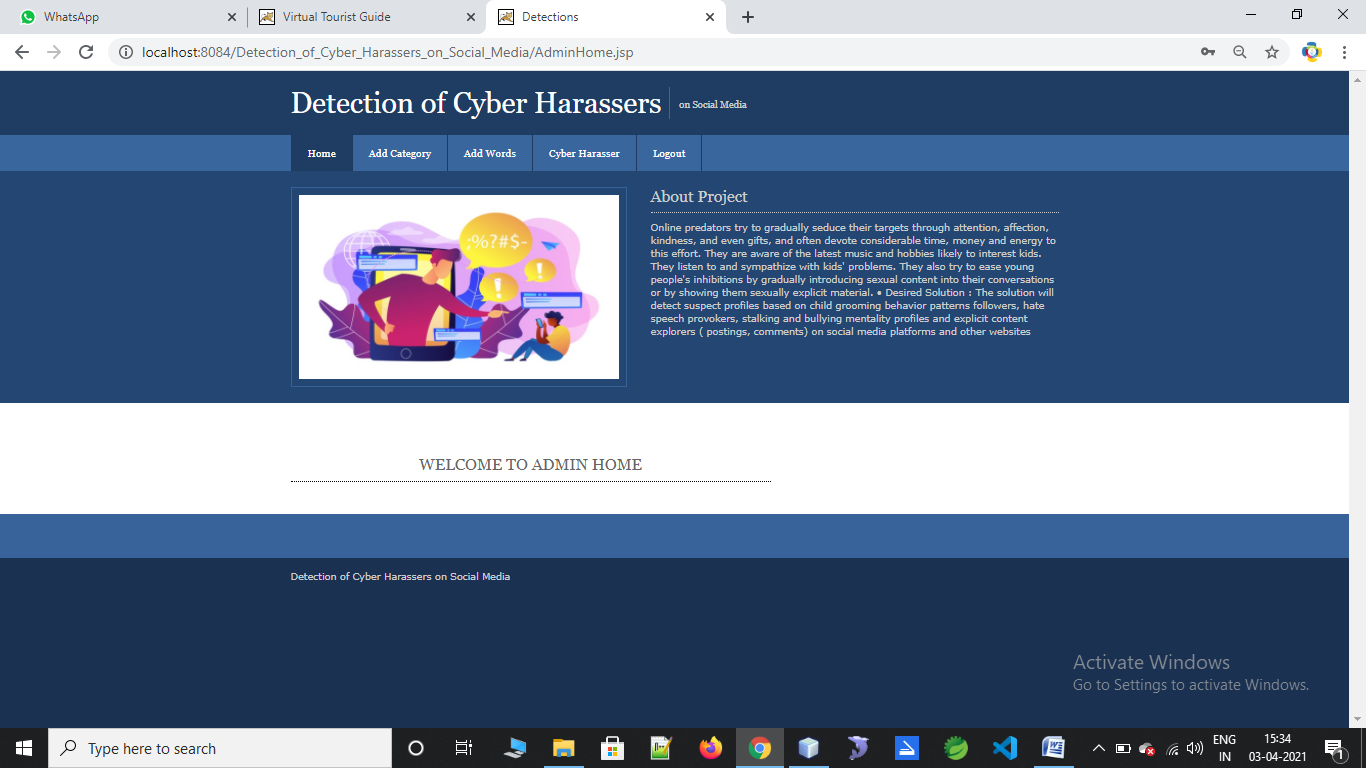 WhatsApp
Virtual Tourist Guide
Detections
localhost:8084/Detection_of_Cyber_Harassers_on_Social_Media/AdminHome.jsp
Detection of Cyber Harassers
on Social Media
Home
Add Category
Add Words
Cyber Harasser
Logout
;%?#$-
!
!
About Project
Online predators try to gradually seduce their targets through attention, affection,
kindness, and even gifts, and often devote considerable time, money and energy to
this effort. They are aware of the latest music and hobbies likely to interest kids.
They listen to and sympathize with kids' problems. They also try to ease young
people's inhibitions by gradually introducing sexual content into their conversations
or by showing them sexually explicit material. • Desired Solution : The solution will
detect suspect profiles based on child grooming behavior patterns followers, hate
speech provokers, stalking and bullying mentality profiles and explicit content
explorers ( postings, comments) on social media platforms and other websites
WELCOME TO ADMIN HOME
Detection of Cyber Harassers on Social Media
Activate Windows
Go to Settings to activate Windows.
Type here to search
ENG
IN
15:34
03-04-2021
1